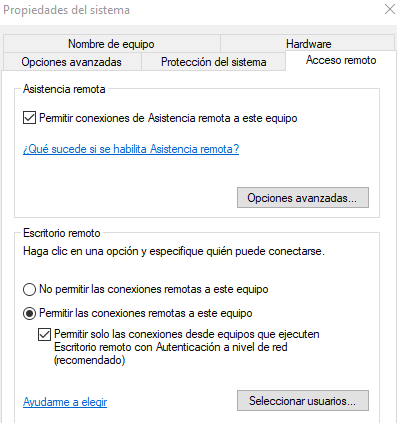 Propiedades del sistema
Nombre de equipo
Hardware
Opciones avanzadas
Protección del sistema
Acceso remoto
Asistencia remota
Permitir conexiones de Asistencia remota a este equipo
¿Qué sucede si se habilita Asistencia remota?
Opciones avanzadas...
Escritorio remoto
Haga clic en una opción y especifique quién puede conectarse.
No permitir las conexiones remotas a este equipo
Permitir las conexiones remotas a este equipo
Permitir solo las conexiones desde equipos que ejecuten
Escritorio remoto con Autenticación a nivel de red
(recomendado)
Ayudarme a elegir
Seleccionar usuarios...